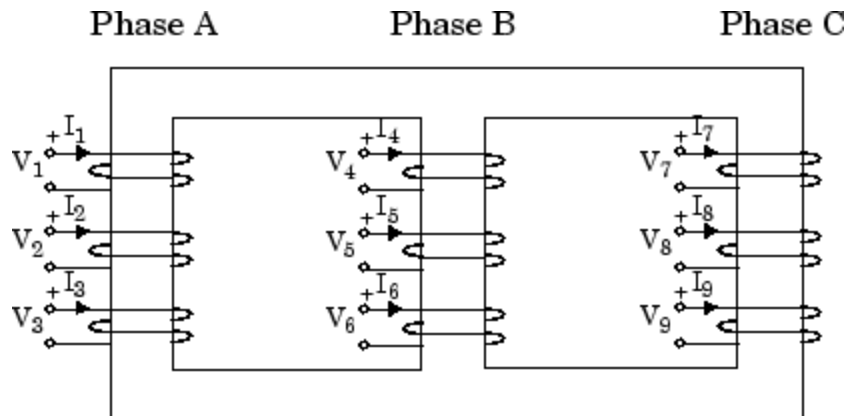 Phase A Phase B Phase C
+ I1 + I4 + I7
V1 V4 V7
+ I2 + I5 + I8
V2 V5 V8
+ I3 + I6 + I9
V3 V6 V9